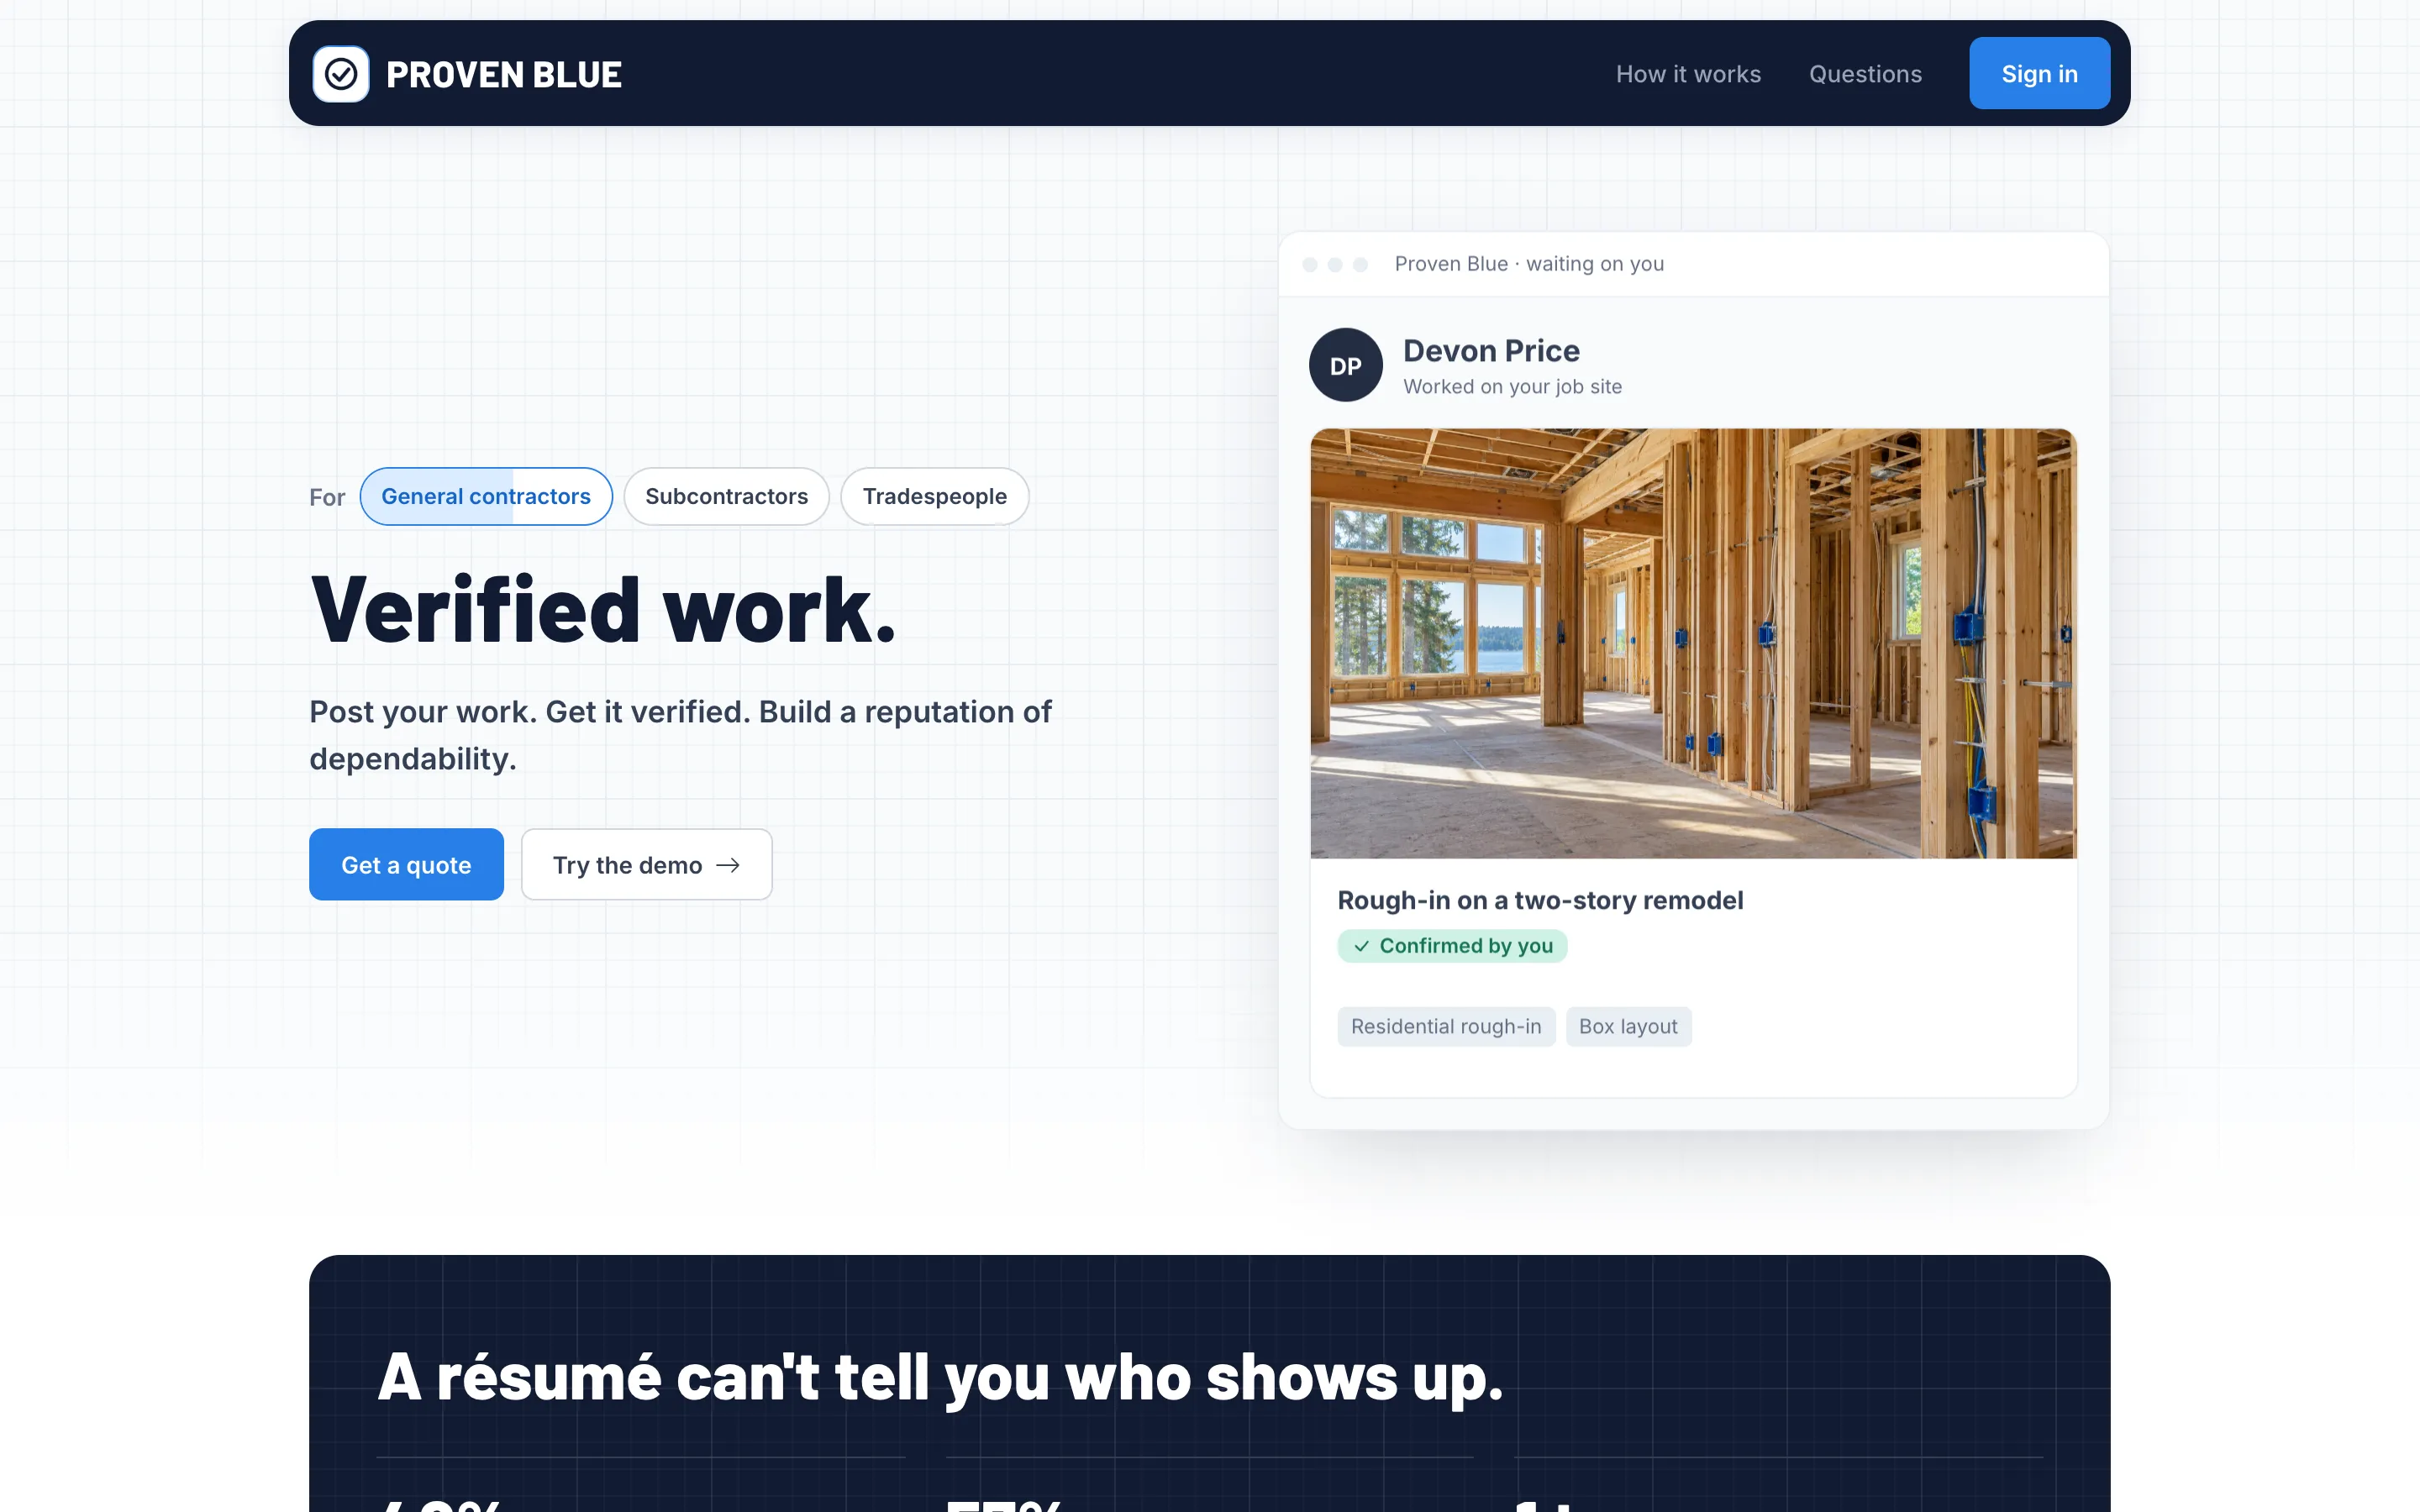 PROVEN BLUE
How it works
Questions
Sign in
Proven Blue · waiting on you
DP
Devon Price
Worked on your job site
For
General contractors
Subcontractors
Tradespeople
Verified work.
Post your work. Get it verified. Build a reputation of
dependability.
Get a quote
Try the demo →
Rough-in on a two-story remodel
✓ Confirmed by you
Residential rough-in
Box layout
A résumé can't tell you who shows up.